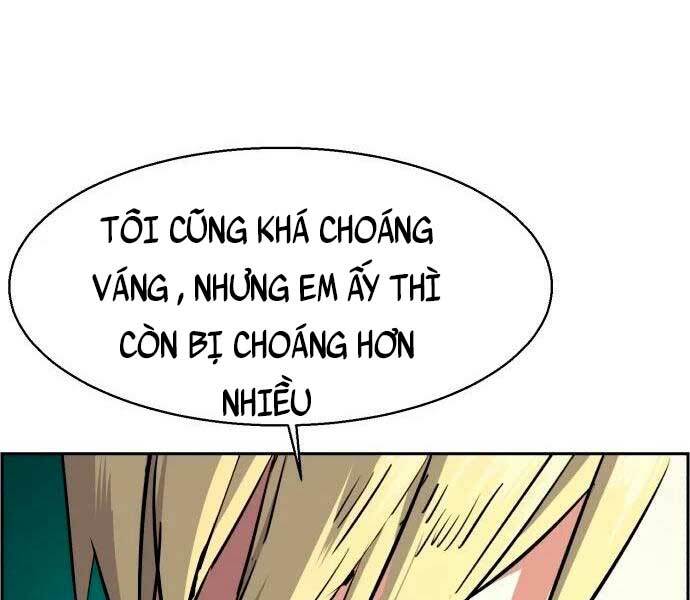 TÔI CŨNG KHÁ CHOÁNG
VÁNG, NHƯNG EM ẤY THÌ
CÒN BỊ CHOÁNG HƠN
NHIỀU